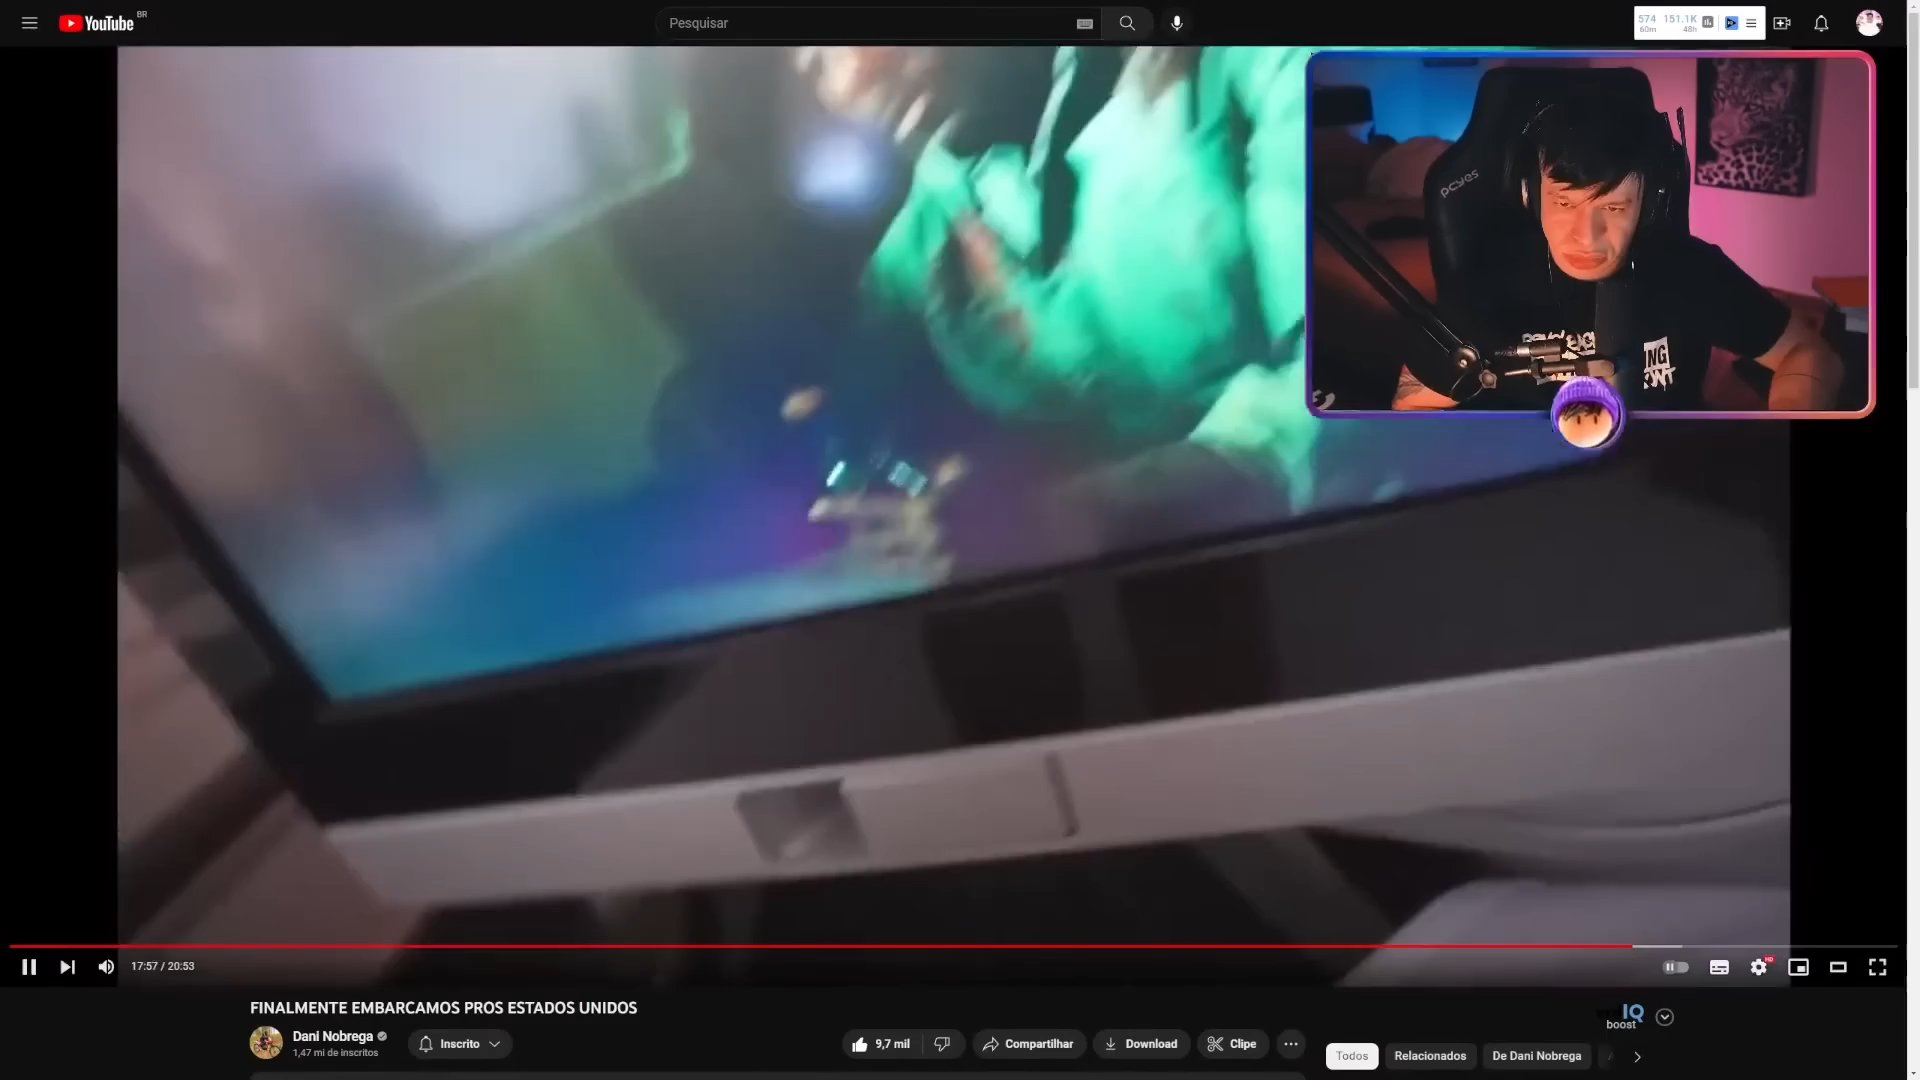 YouTube BR
Pesquisar
574 151.1K
60m 48h
pcyes
NG
17:57 / 20:53
HD
FINALMENTE EMBARCAMOS PROS ESTADOS UNIDOS
IQ
boost
Dani Nobrega
1,47 mi de inscritos
Inscrito
9,7 mil
Compartilhar
Download
Clipe
Todos
Relacionados
De Dani Nobrega